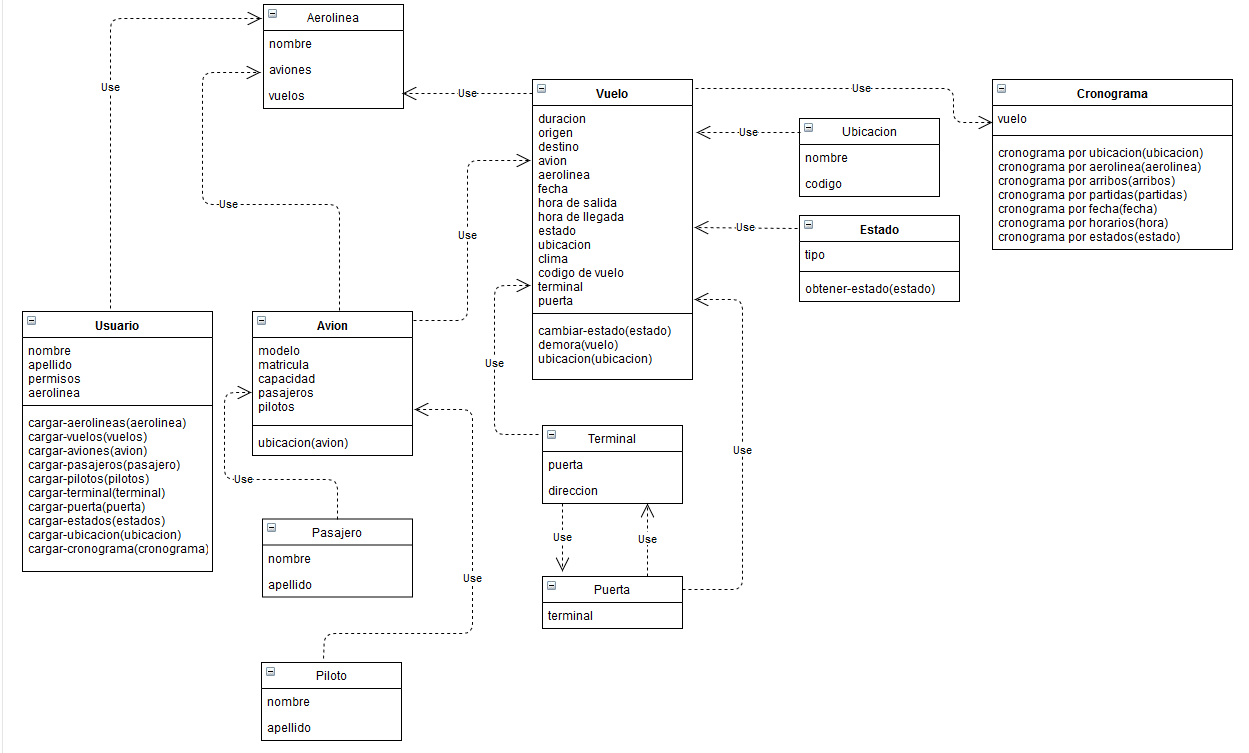 Aerolinea
nombre
aviones
vuelos
Use
Use
Use
Vuelo
duracion
origen
destino
avion
aerolinea
fecha
hora de salida
hora de llegada
estado
ubicacion
clima
codigo de vuelo
terminal
puerta
cambiar-estado(estado)
demora(vuelo)
ubicacion(ubicacion)
Use
Cronograma
vuelo
cronograma por ubicacion(ubicacion)
cronograma por aerolinea(aerolinea)
cronograma por arribos(arribos)
cronograma por partidas(partidas)
cronograma por fecha(fecha)
cronograma por horarios(hora)
cronograma por estados(estado)
Use
Ubicacion
nombre
codigo
Use
Estado
tipo
obtener-estado(estado)
Use
Usuario
nombre
apellido
permisos
aerolinea
cargar-aerolineas(aerolinea)
cargar-vuelos(vuelos)
cargar-aviones(avion)
cargar-pasajeros(pasajero)
cargar-pilotos(pilotos)
cargar-terminal(terminal)
cargar-puerta(puerta)
cargar-estados(estados)
cargar-ubicacion(ubicacion)
cargar-cronograma(cronograma)
Avion
modelo
matricula
capacidad
pasajeros
pilotos
ubicacion(avion)
Use
Use
Use
Terminal
puerta
direccion
Use
Use
Puerta
terminal
Pasajero
nombre
apellido
Use
Piloto
nombre
apellido